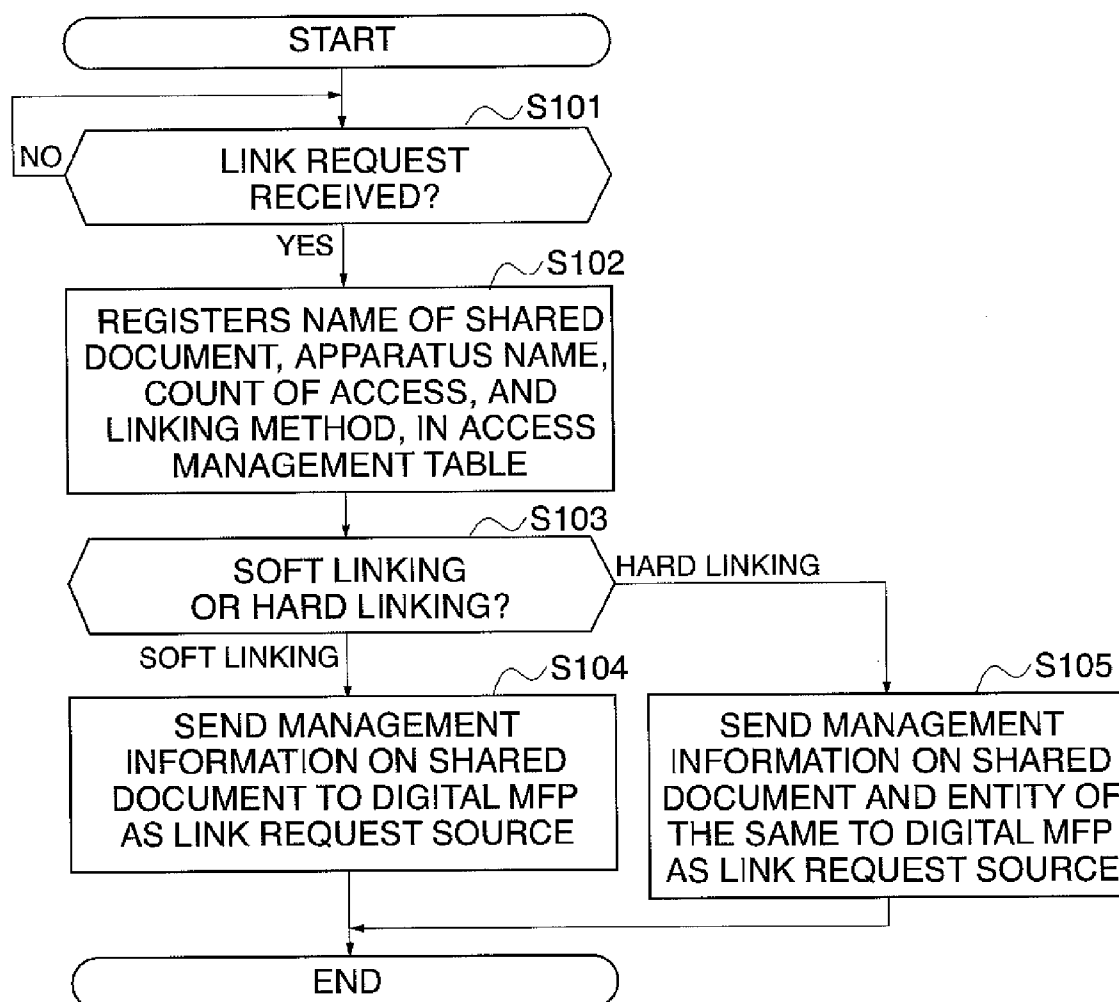 START
S101
NO
LINK REQUEST
RECEIVED?
YES
S102
REGISTERS NAME OF SHARED
DOCUMENT, APPARATUS NAME,
COUNT OF ACCESS, AND
LINKING METHOD, IN ACCESS
MANAGEMENT TABLE
S103
SOFT LINKING
OR HARD LINKING?
HARD LINKING
SOFT LINKING
S104
SEND MANAGEMENT
INFORMATION ON SHARED
DOCUMENT TO DIGITAL MFP
AS LINK REQUEST SOURCE
S105
SEND MANAGEMENT
INFORMATION ON SHARED
DOCUMENT AND ENTITY OF
THE SAME TO DIGITAL MFP
AS LINK REQUEST SOURCE
END